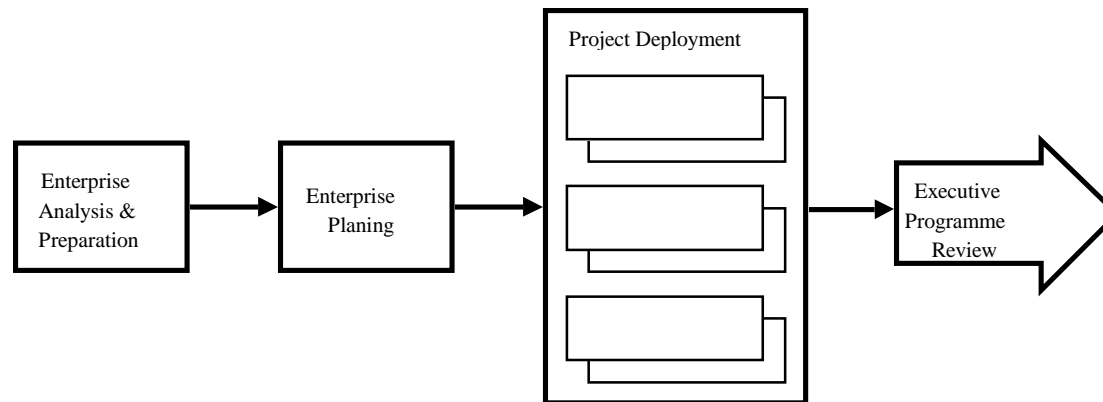 Project Deployment
Enterprise
Analysis &
Preparation
Enterprise
Planing
Executive
Programme
Review